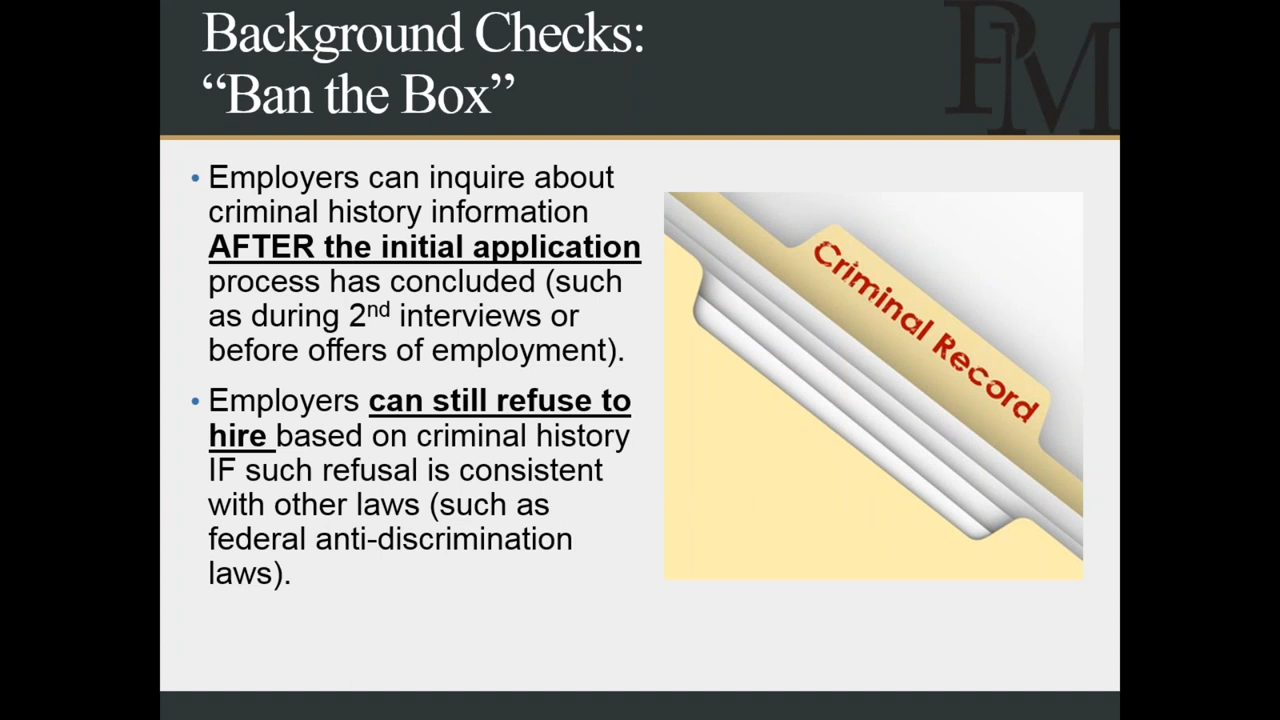 Background Checks:
“Ban the Box”
PM
• Employers can inquire about
criminal history information
AFTER the initial application
process has concluded (such
as during 2nd interviews or
before offers of employment).
• Employers can still refuse to
hire based on criminal history
IF such refusal is consistent
with other laws (such as
federal anti-discrimination
laws).
Criminal Record